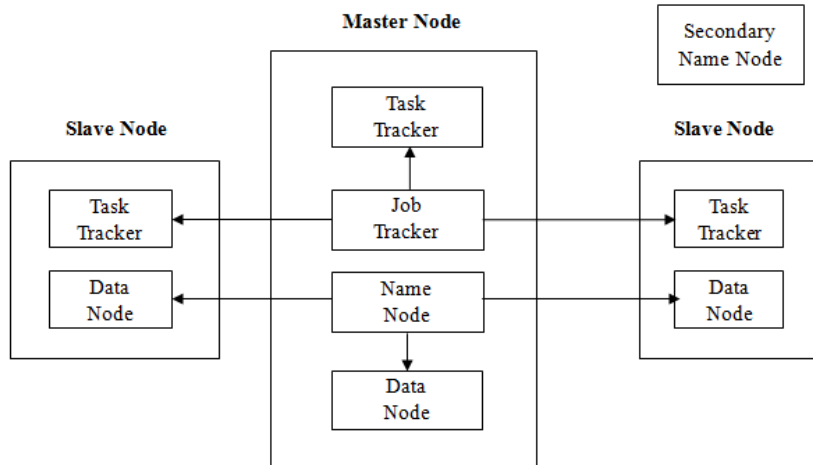 Master Node
Secondary
Name Node
Task
Tracker
Slave Node
Slave Node
Task
Tracker
Job
Tracker
Task
Tracker
Data
Node
Name
Node
Data
Node
Data
Node